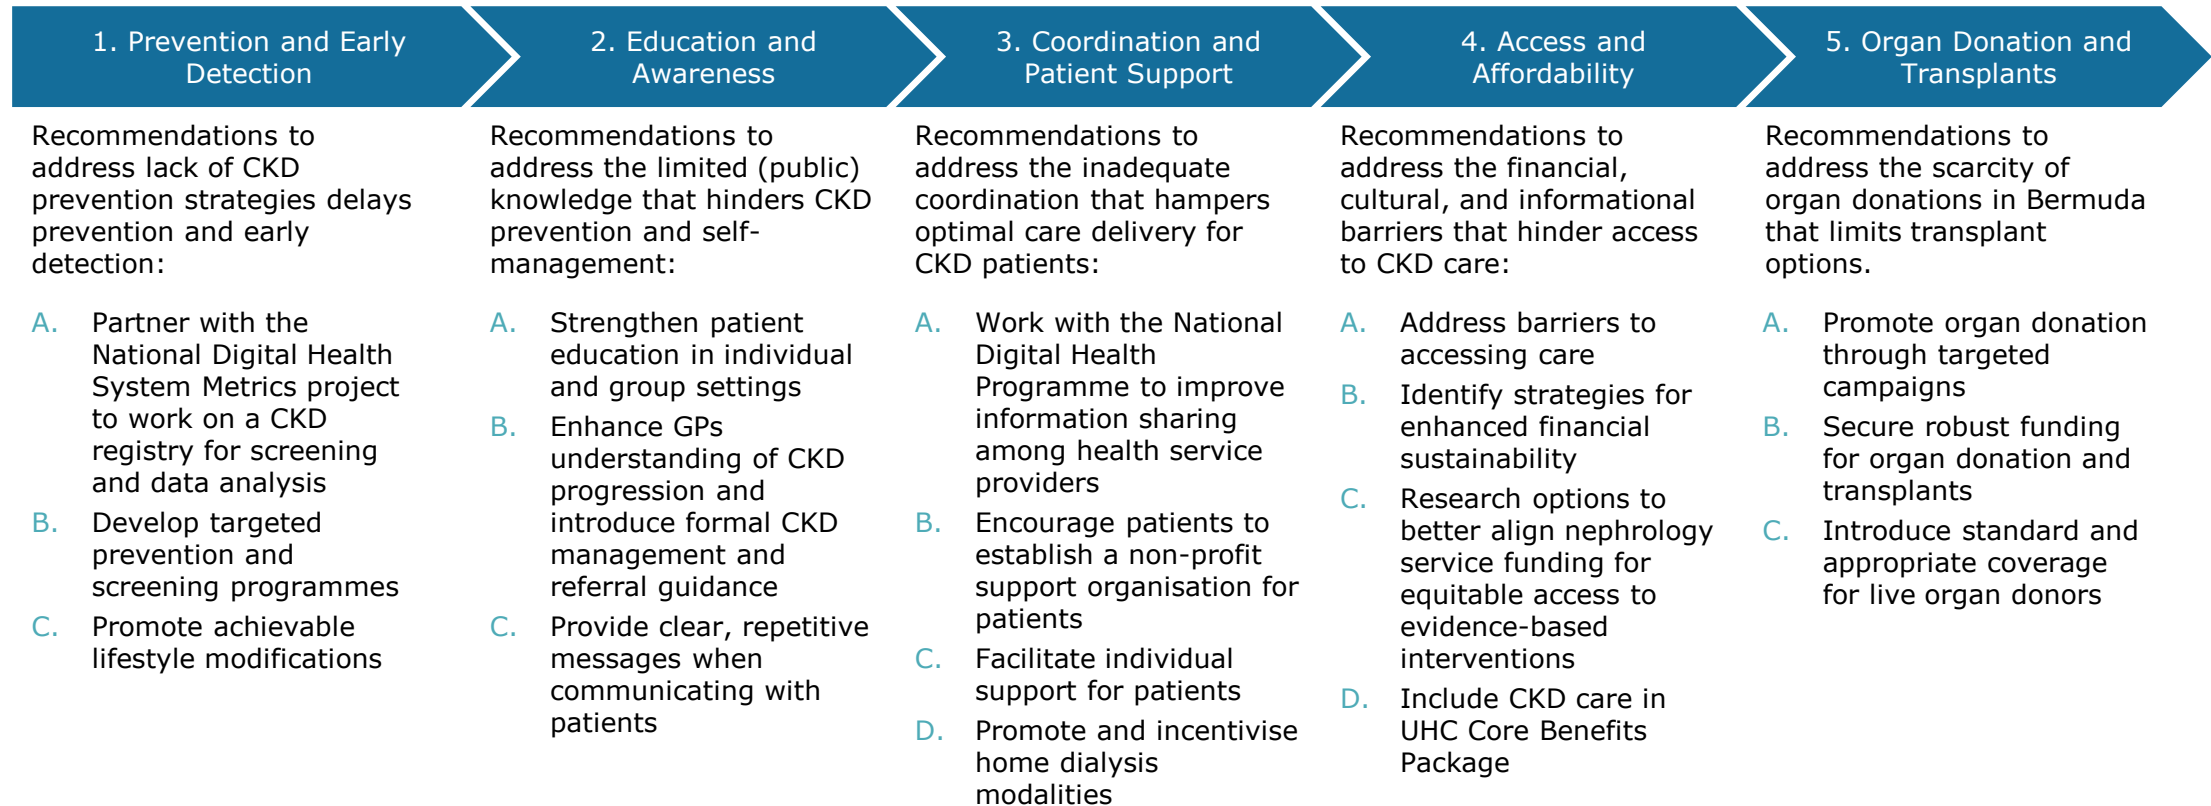 1. Prevention and Early
Detection
2. Education and
Awareness
3. Coordination and
Patient Support
4. Access and
Affordability
5. Organ Donation and
Transplants
Recommendations to
address lack of CKD
prevention strategies delays
prevention and early
detection:
A. Partner with the
National Digital Health
System Metrics project
to work on a CKD
registry for screening
and data analysis
B. Develop targeted
prevention and
screening programmes
C. Promote achievable
lifestyle modifications
Recommendations to
address the limited (public)
knowledge that hinders CKD
prevention and self-
management:
A. Strengthen patient
education in individual
and group settings
B. Enhance GPs
understanding of CKD
progression and
introduce formal CKD
management and
referral guidance
C. Provide clear, repetitive
messages when
communicating with
patients
Recommendations to
address the inadequate
coordination that hampers
optimal care delivery for
CKD patients:
A. Work with the National
Digital Health
Programme to improve
information sharing
among health service
providers
B. Encourage patients to
establish a non-profit
support organisation for
patients
C. Facilitate individual
support for patients
D. Promote and incentivise
home dialysis
modalities
Recommendations to
address the financial,
cultural, and informational
barriers that hinder access
to CKD care:
A. Address barriers to
accessing care
B. Identify strategies for
enhanced financial
sustainability
C. Research options to
better align nephrology
service funding for
equitable access to
evidence-based
interventions
D. Include CKD care in
UHC Core Benefits
Package
Recommendations to
address the scarcity of
organ donations in Bermuda
that limits transplant
options.
A. Promote organ donation
through targeted
campaigns
B. Secure robust funding
for organ donation and
transplants
C. Introduce standard and
appropriate coverage
for live organ donors